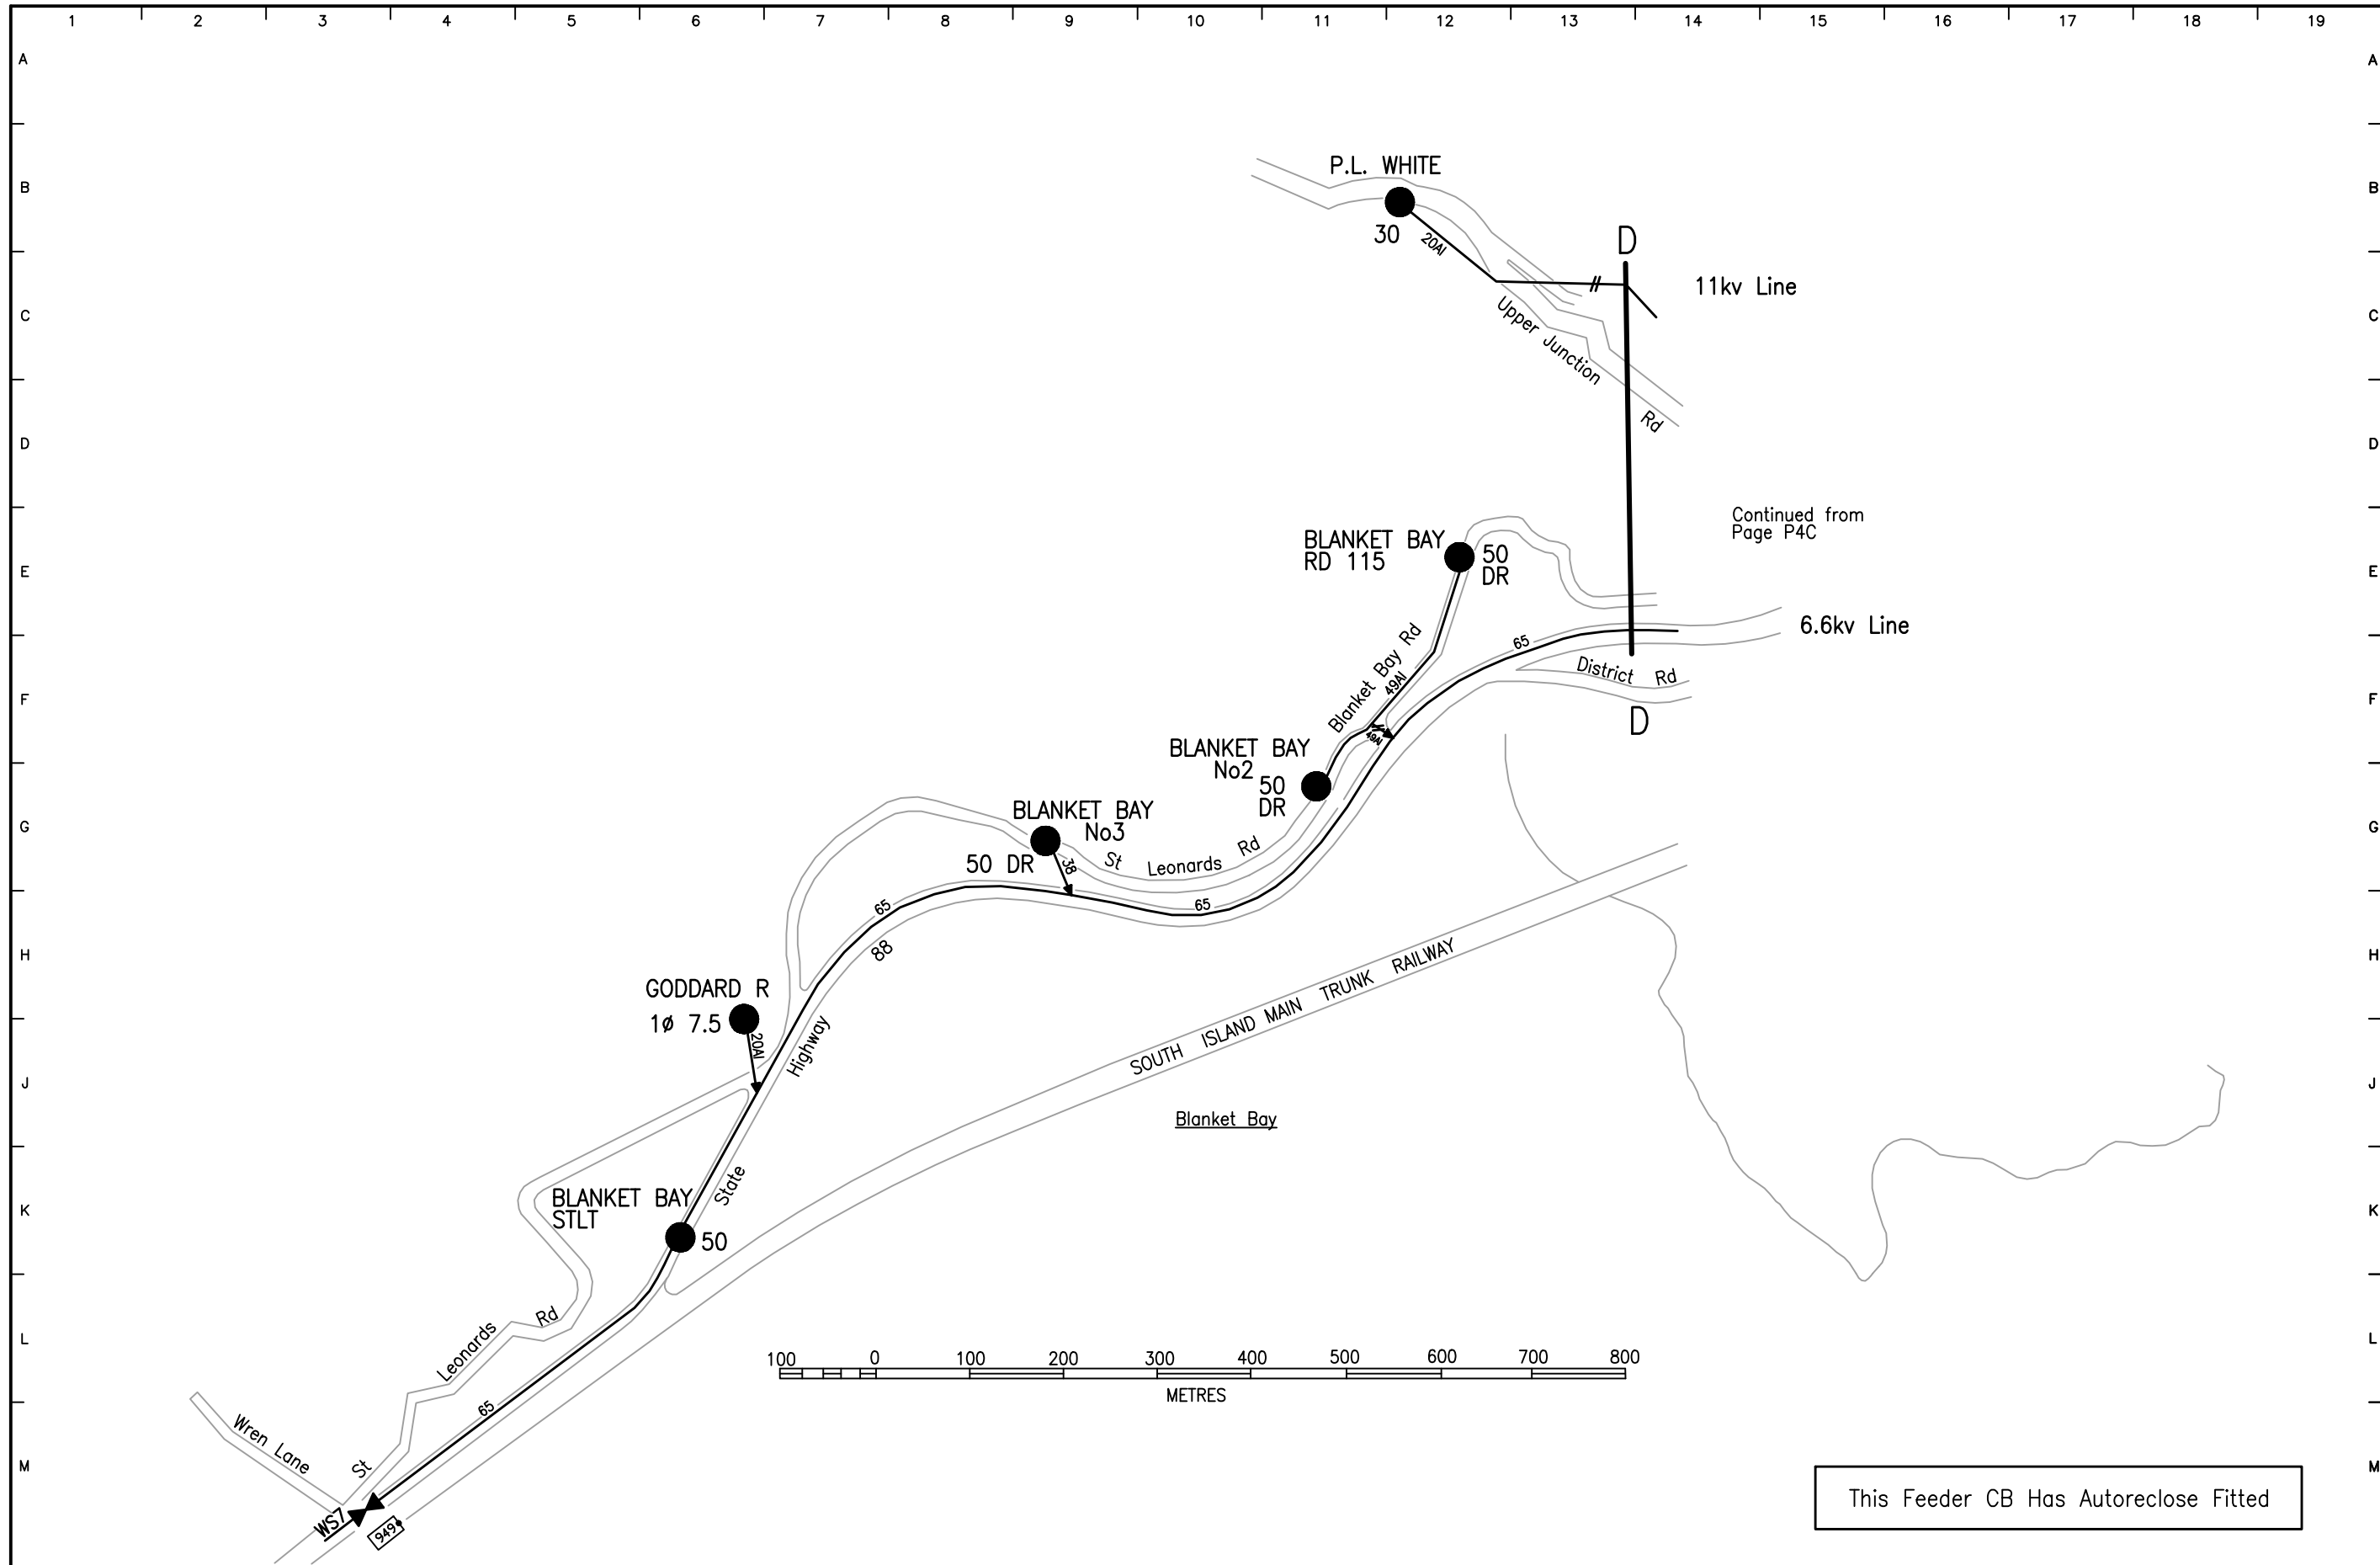 1 2 3 4 5 6 7 8 9 10 11 12 13 14 15 16 17 18 19
A A
B B
C C
D D
E E
F F
G G
H H
J J
K K
L L
M M
P.L. WHITE
30
20Al
D
11kv Line
Upper Junction Rd
Continued from
Page P4C
BLANKET BAY
RD 115
50
DR
6.6kv Line
65
District Rd
D
Blanket Bay Rd
49Al
49Al
BLANKET BAY
No2
50
DR
BLANKET BAY
No3
50 DR
38
St Leonards Rd
65
65
88
GODDARD R
1ø 7.5
20Al
State Highway
SOUTH ISLAND MAIN TRUNK RAILWAY
Blanket Bay
BLANKET BAY
STLT
50
St Leonards Rd
65
Wren Lane
WS7
949
100 0 100 200 300 400 500 600 700 800
METRES
This Feeder CB Has Autoreclose Fitted